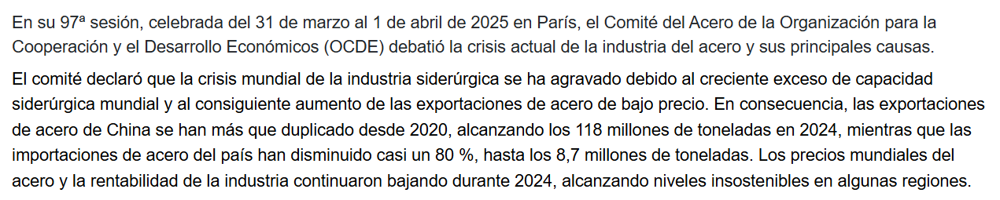 En su 97ª sesión, celebrada del 31 de marzo al 1 de abril de 2025 en París, el Comité del Acero de la Organización para la
Cooperación y el Desarrollo Económicos (OCDE) debatió la crisis actual de la industria del acero y sus principales causas.
El comité declaró que la crisis mundial de la industria siderúrgica se ha agravado debido al creciente exceso de capacidad
siderúrgica mundial y al consiguiente aumento de las exportaciones de acero de bajo precio. En consecuencia, las exportaciones
de acero de China se han más que duplicado desde 2020, alcanzando los 118 millones de toneladas en 2024, mientras que las
importaciones de acero del país han disminuido casi un 80 %, hasta los 8,7 millones de toneladas. Los precios mundiales del
acero y la rentabilidad de la industria continuaron bajando durante 2024, alcanzando niveles insostenibles en algunas regiones.